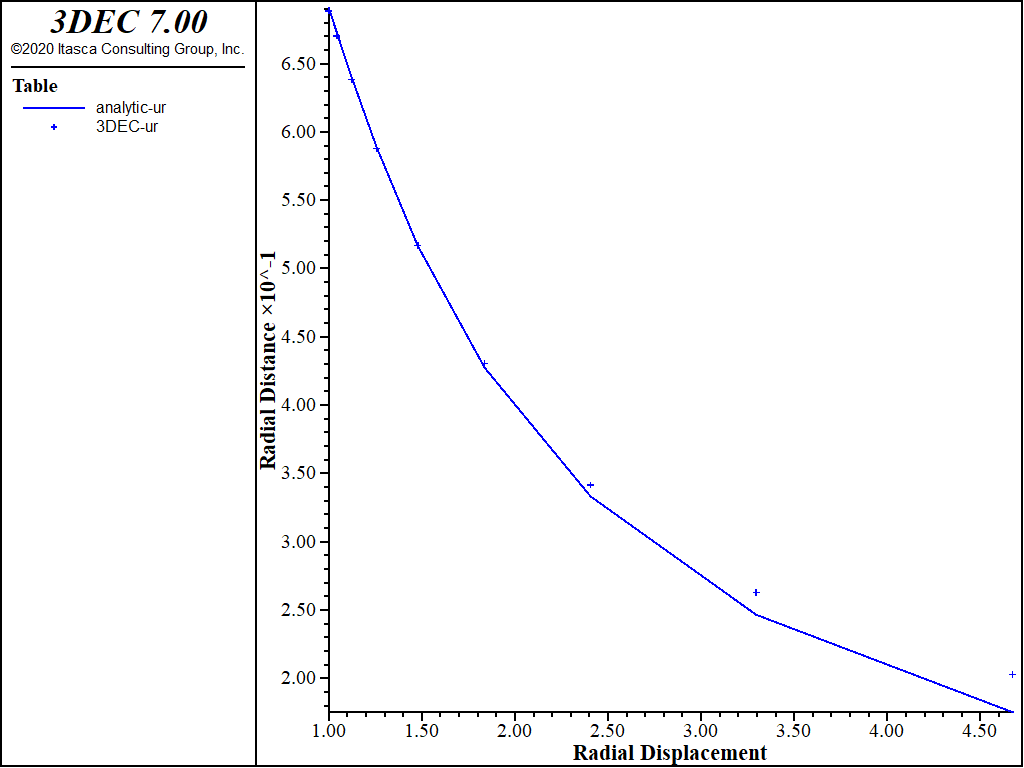 3DEC 7.00
©2020 Itasca Consulting Group, Inc.
Table
analytic-ur
3DEC-ur
Radial Distance ×10^-1
6.50
6.00
5.50
5.00
4.50
4.00
3.50
3.00
2.50
2.00
1.00 1.50 2.00 2.50 3.00 3.50 4.00 4.50
Radial Displacement